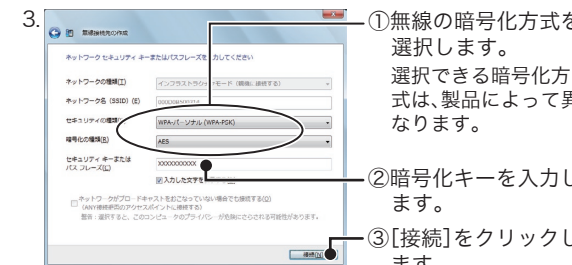 3.
無線接続先の作成
ネットワーク セキュリティ キーまたはパスフレーズを入力してください
ネットワークの種類(T)
インフラストラクチャモード (親機に接続する)
ネットワーク名 (SSID) (E)
セキュリティの種類
WPA-パーソナル (WPA-PSK)
暗号化の種類(R)
AES
セキュリティ キーまたは
パス フレーズ(C)
XXXXXXXXXX
入力した文字を
ネットワークがブロードキャストをおこなっていない場合でも接続する(O)
(ANY接続拒否のアクセスポイントに接続する)
警告：選択すると、このコンピュータのプライバシーが危険にさらされる可能性があります。
接続(N)
①無線の暗号化方式を
選択します。
選択できる暗号化方
式は、製品によって異
なります。
②暗号化キーを入力し
ます。
③[接続]をクリックし
ます。